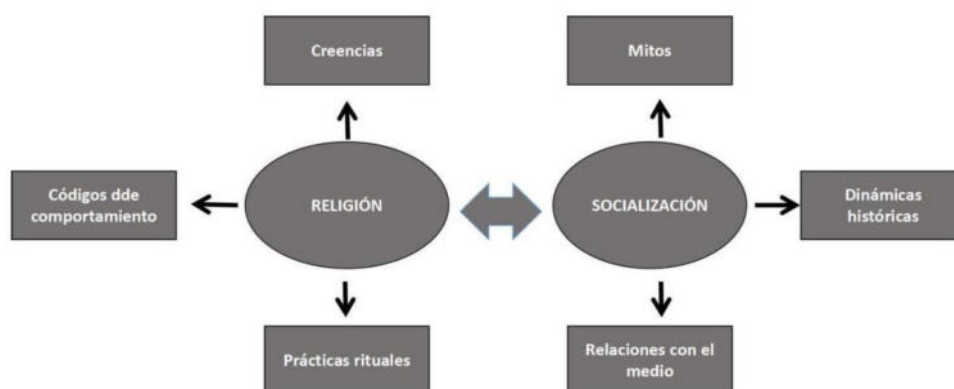 Creencias
Mitos
Códigos dde
comportamiento
RELIGIÓN
SOCIALIZACIÓN
Dinámicas
históricas
Prácticas rituales
Relaciones con el
medio